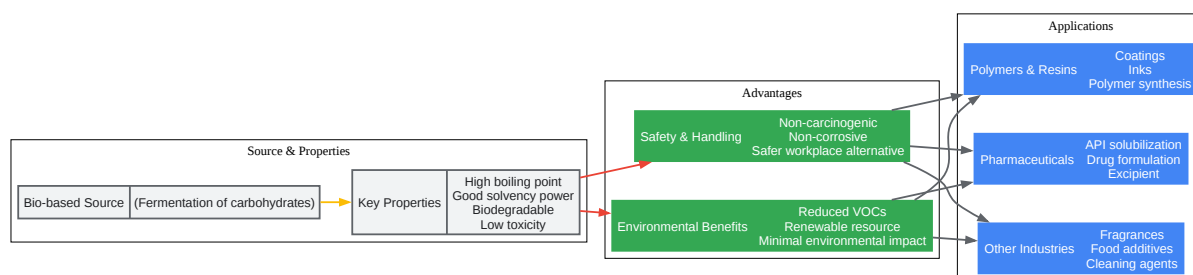 Source & Properties
Bio-based Source
(Fermentation of carbohydrates)
Key Properties
High boiling point
Good solvency power
Biodegradable
Low toxicity
Advantages
Safety & Handling
Non-carcinogenic
Non-corrosive
Safer workplace alternative
Environmental Benefits
Reduced VOCs
Renewable resource
Minimal environmental impact
Applications
Polymers & Resins
Coatings
Inks
Polymer synthesis
Pharmaceuticals
API solubilization
Drug formulation
Excipient
Other Industries
Fragrances
Food additives
Cleaning agents